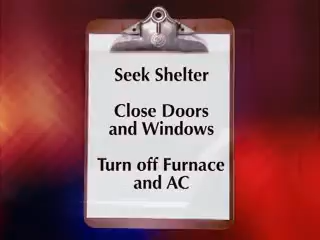 Seek Shelter
Close Doors
and Windows
Turn off Furnace
and AC